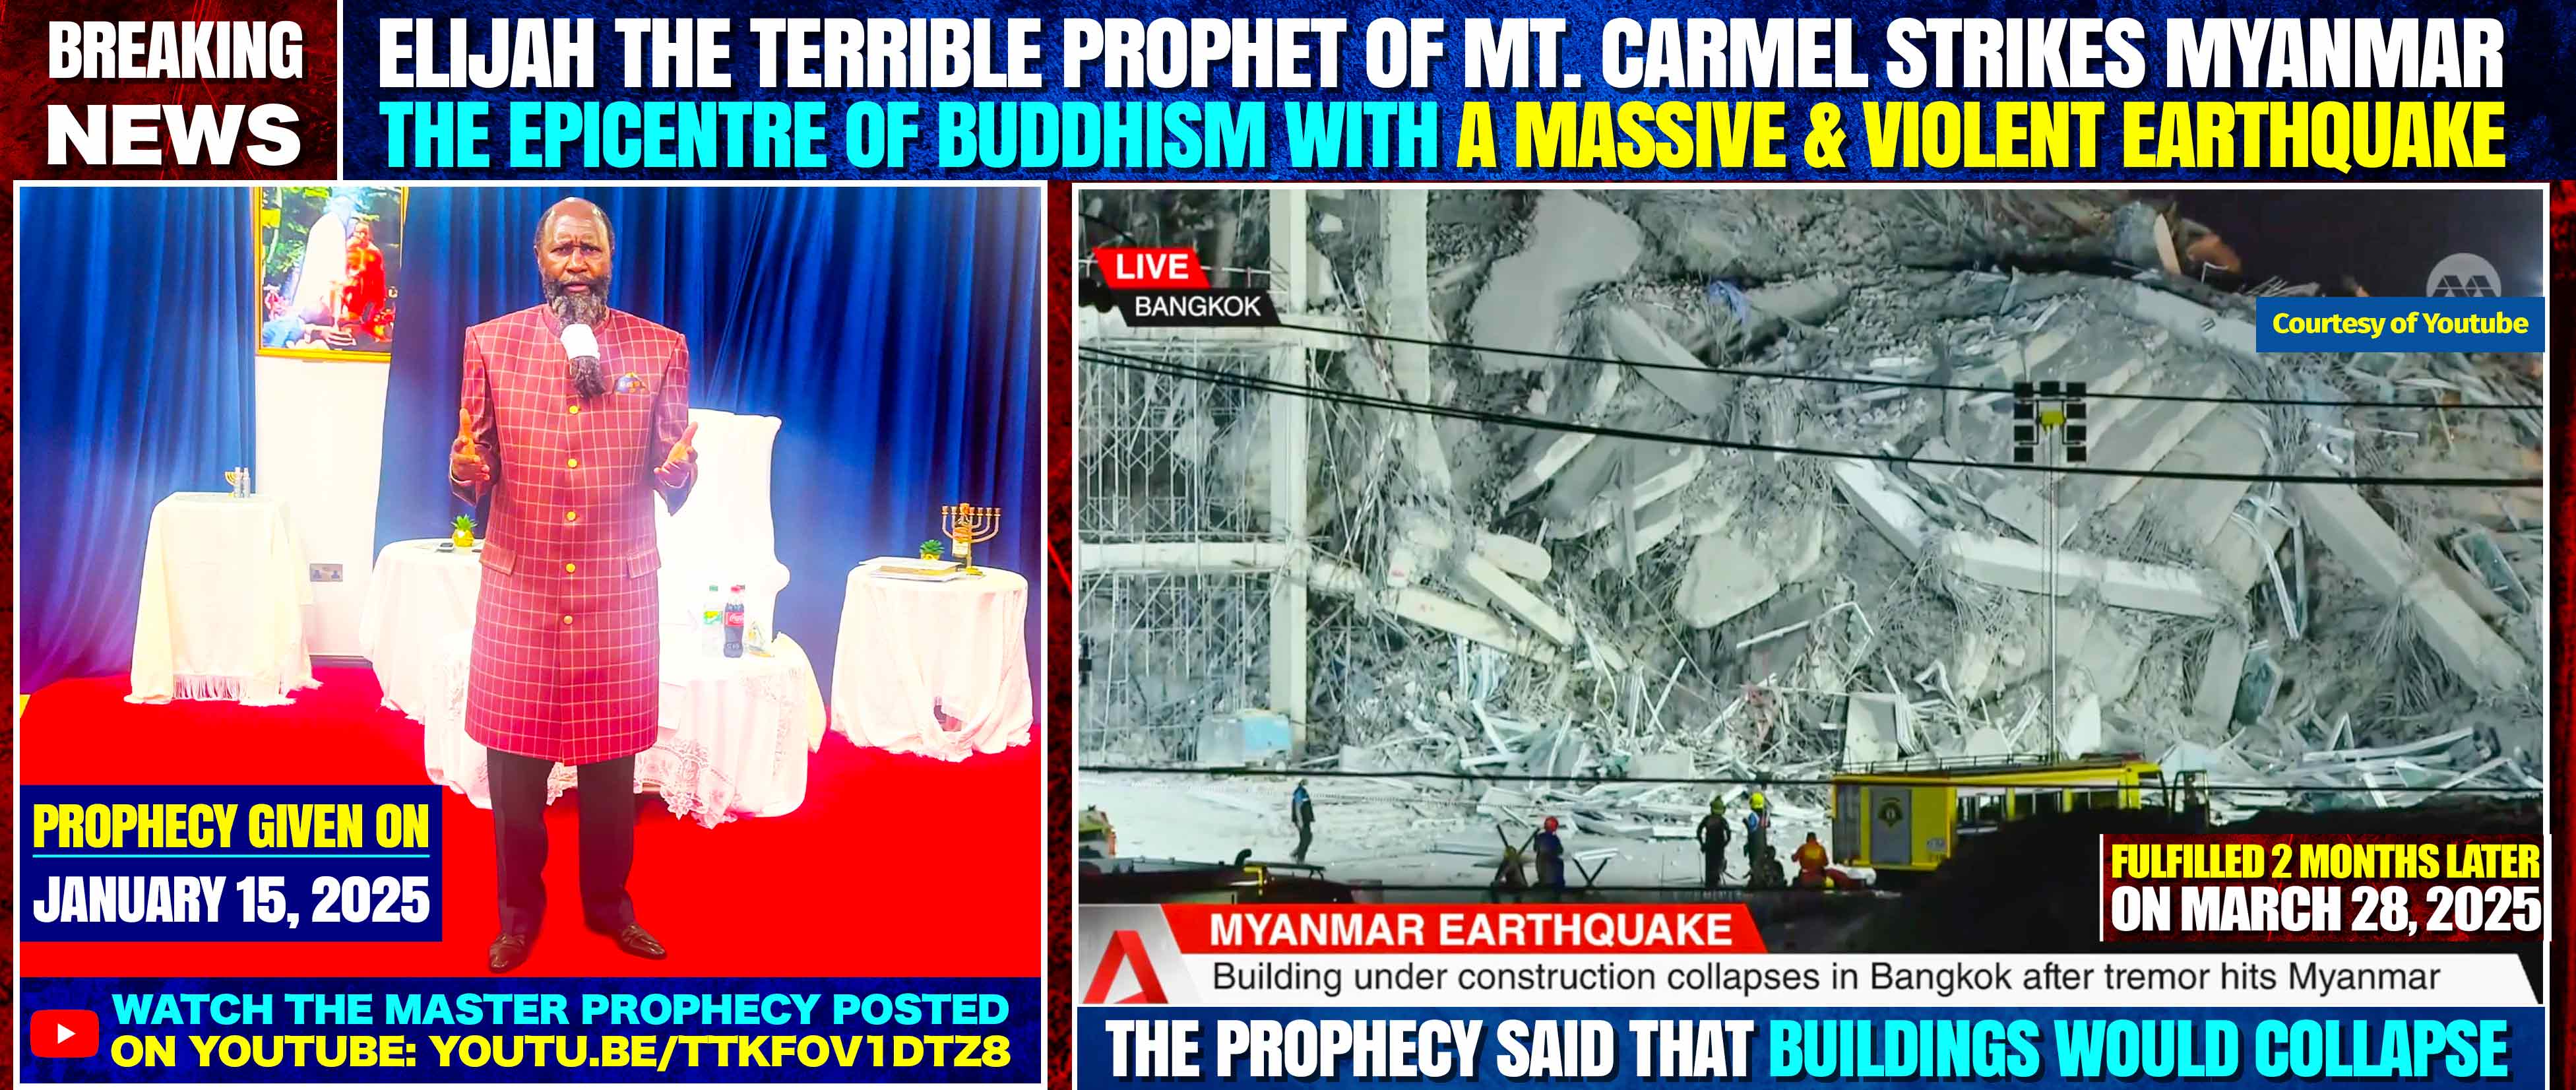 BREAKING
NEWS
ELIJAH THE TERRIBLE PROPHET OF MT. CARMEL STRIKES MYANMAR
THE EPICENTRE OF BUDDHISM WITH A MASSIVE & VIOLENT EARTHQUAKE
PROPHECY GIVEN ON
JANUARY 15, 2025
WATCH THE MASTER PROPHECY POSTED
ON YOUTUBE: YOUTU.BE/TTKFOV1DTZ8
LIVE
BANGKOK
Courtesy of Youtube
FULFILLED 2 MONTHS LATER
ON MARCH 28, 2025
MYANMAR EARTHQUAKE
Building under construction collapses in Bangkok after tremor hits Myanmar
THE PROPHECY SAID THAT BUILDINGS WOULD COLLAPSE